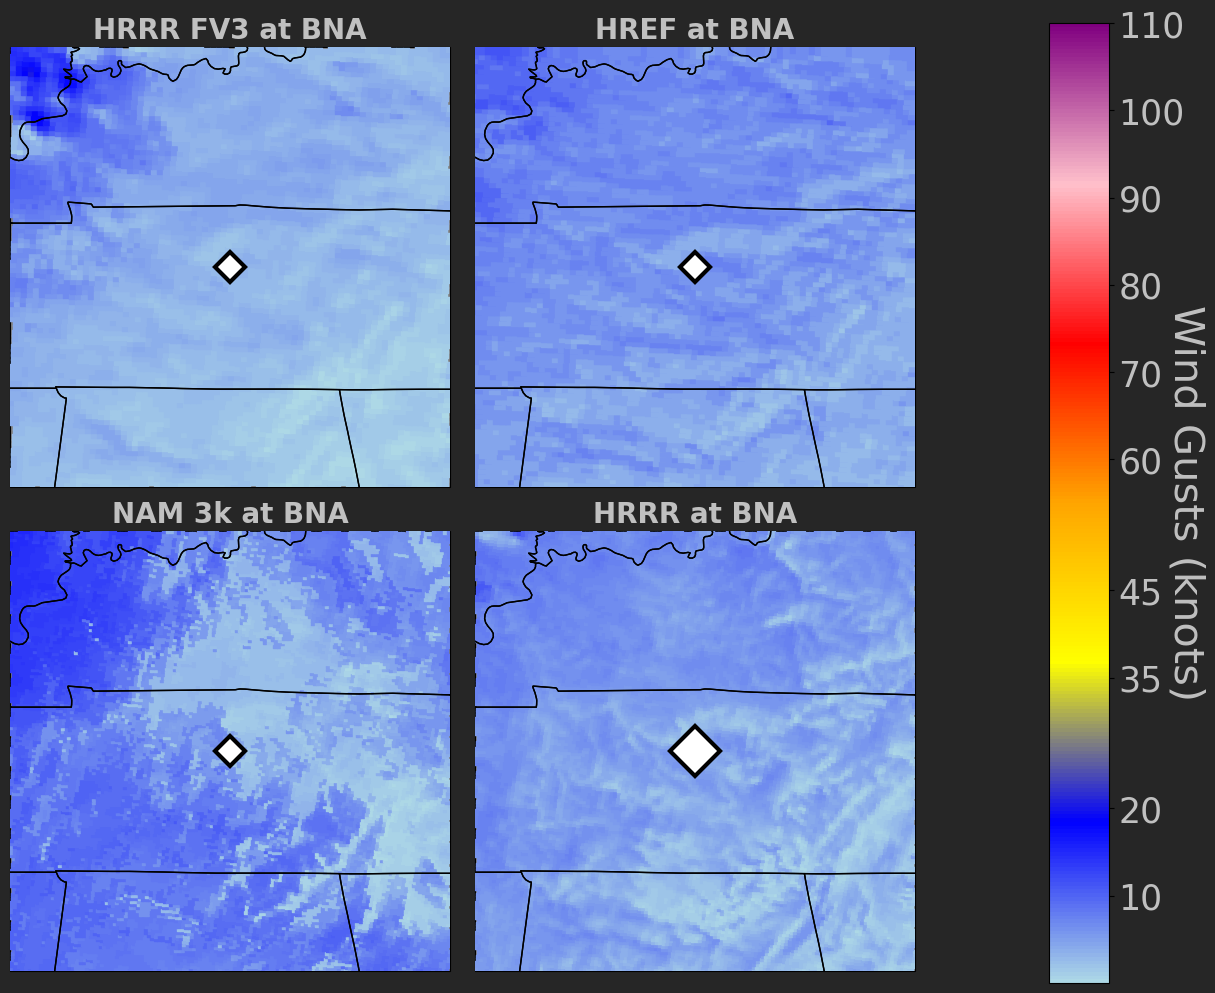 HRRR FV3 at BNA
HREF at BNA
NAM 3k at BNA
HRRR at BNA
110
100
90
80
70
60
45
35
20
10
Wind Gusts (knots)